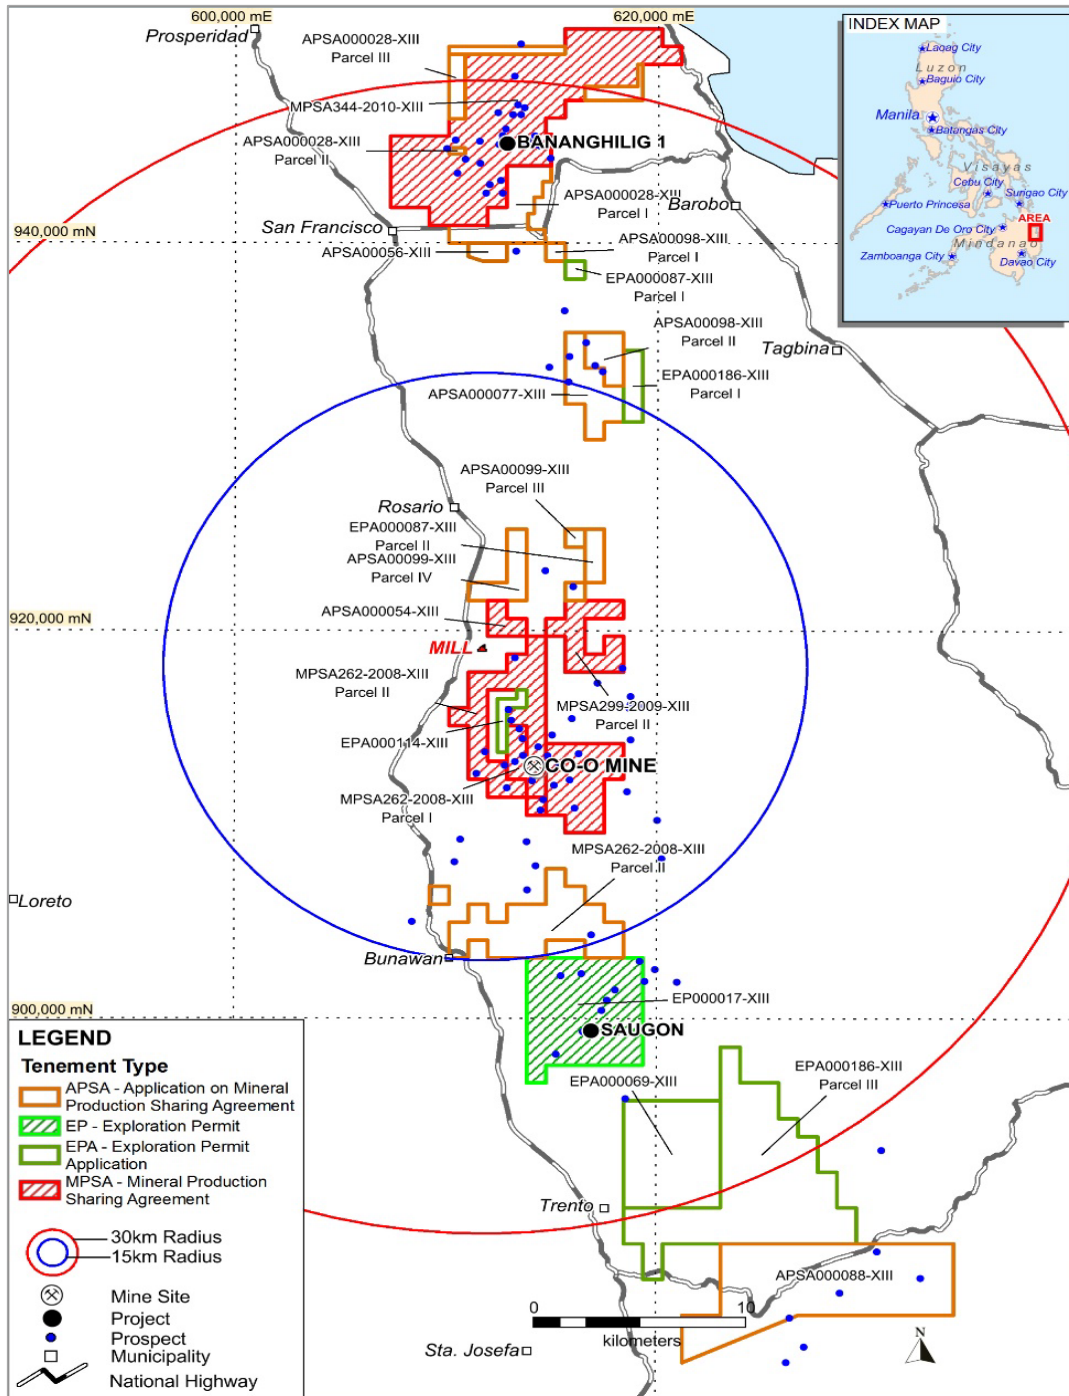 600,000 mE
620,000 mE
Prosperidad
APSA000028-XIII
Parcel III
MPSA344-2010-XIII
APSA000028-XIII
Parcel II
BANANGHILIG 1
APSA000028-XIII
Parcel I
Barobo
San Francisco
940,000 mN
APSA00056-XIII
APSA00098-XIII
Parcel I
EPA000087-XIII
Parcel I
APSA00098-XIII
Parcel II
Tagbina
EPA000186-XIII
Parcel I
APSA000077-XIII
APSA00099-XIII
Parcel III
Rosario
EPA000087-XIII
Parcel II
APSA00099-XIII
Parcel IV
APSA000054-XIII
920,000 mN
MILL
MPSA262-2008-XIII
Parcel II
MPSA299-2009-XIII
Parcel II
EPA000114-XIII
CO-O MINE
MPSA262-2008-XIII
Parcel I
MPSA262-2008-XIII
Parcel II
Loreto
Bunawan
EP000017-XIII
900,000 mN
SAUGON
EPA000069-XIII
EPA000186-XIII
Parcel III
Trento
APSA000088-XIII
Sta. Josefa
0
10
kilometers
N
INDEX MAP
Laoag City
Luzon
Baguio City
Manila
Batangas City
Visayas
Cebu City
Surigao City
Puerto Princesa
AREA
Cagayan De Oro City
Mindanao
Zamboanga City
Davao City
LEGEND
Tenement Type
APSA - Application on Mineral
Production Sharing Agreement
EP - Exploration Permit
EPA - Exploration Permit
Application
MPSA - Mineral Production
Sharing Agreement
30km Radius
15km Radius
Mine Site
Project
Prospect
Municipality
National Highway